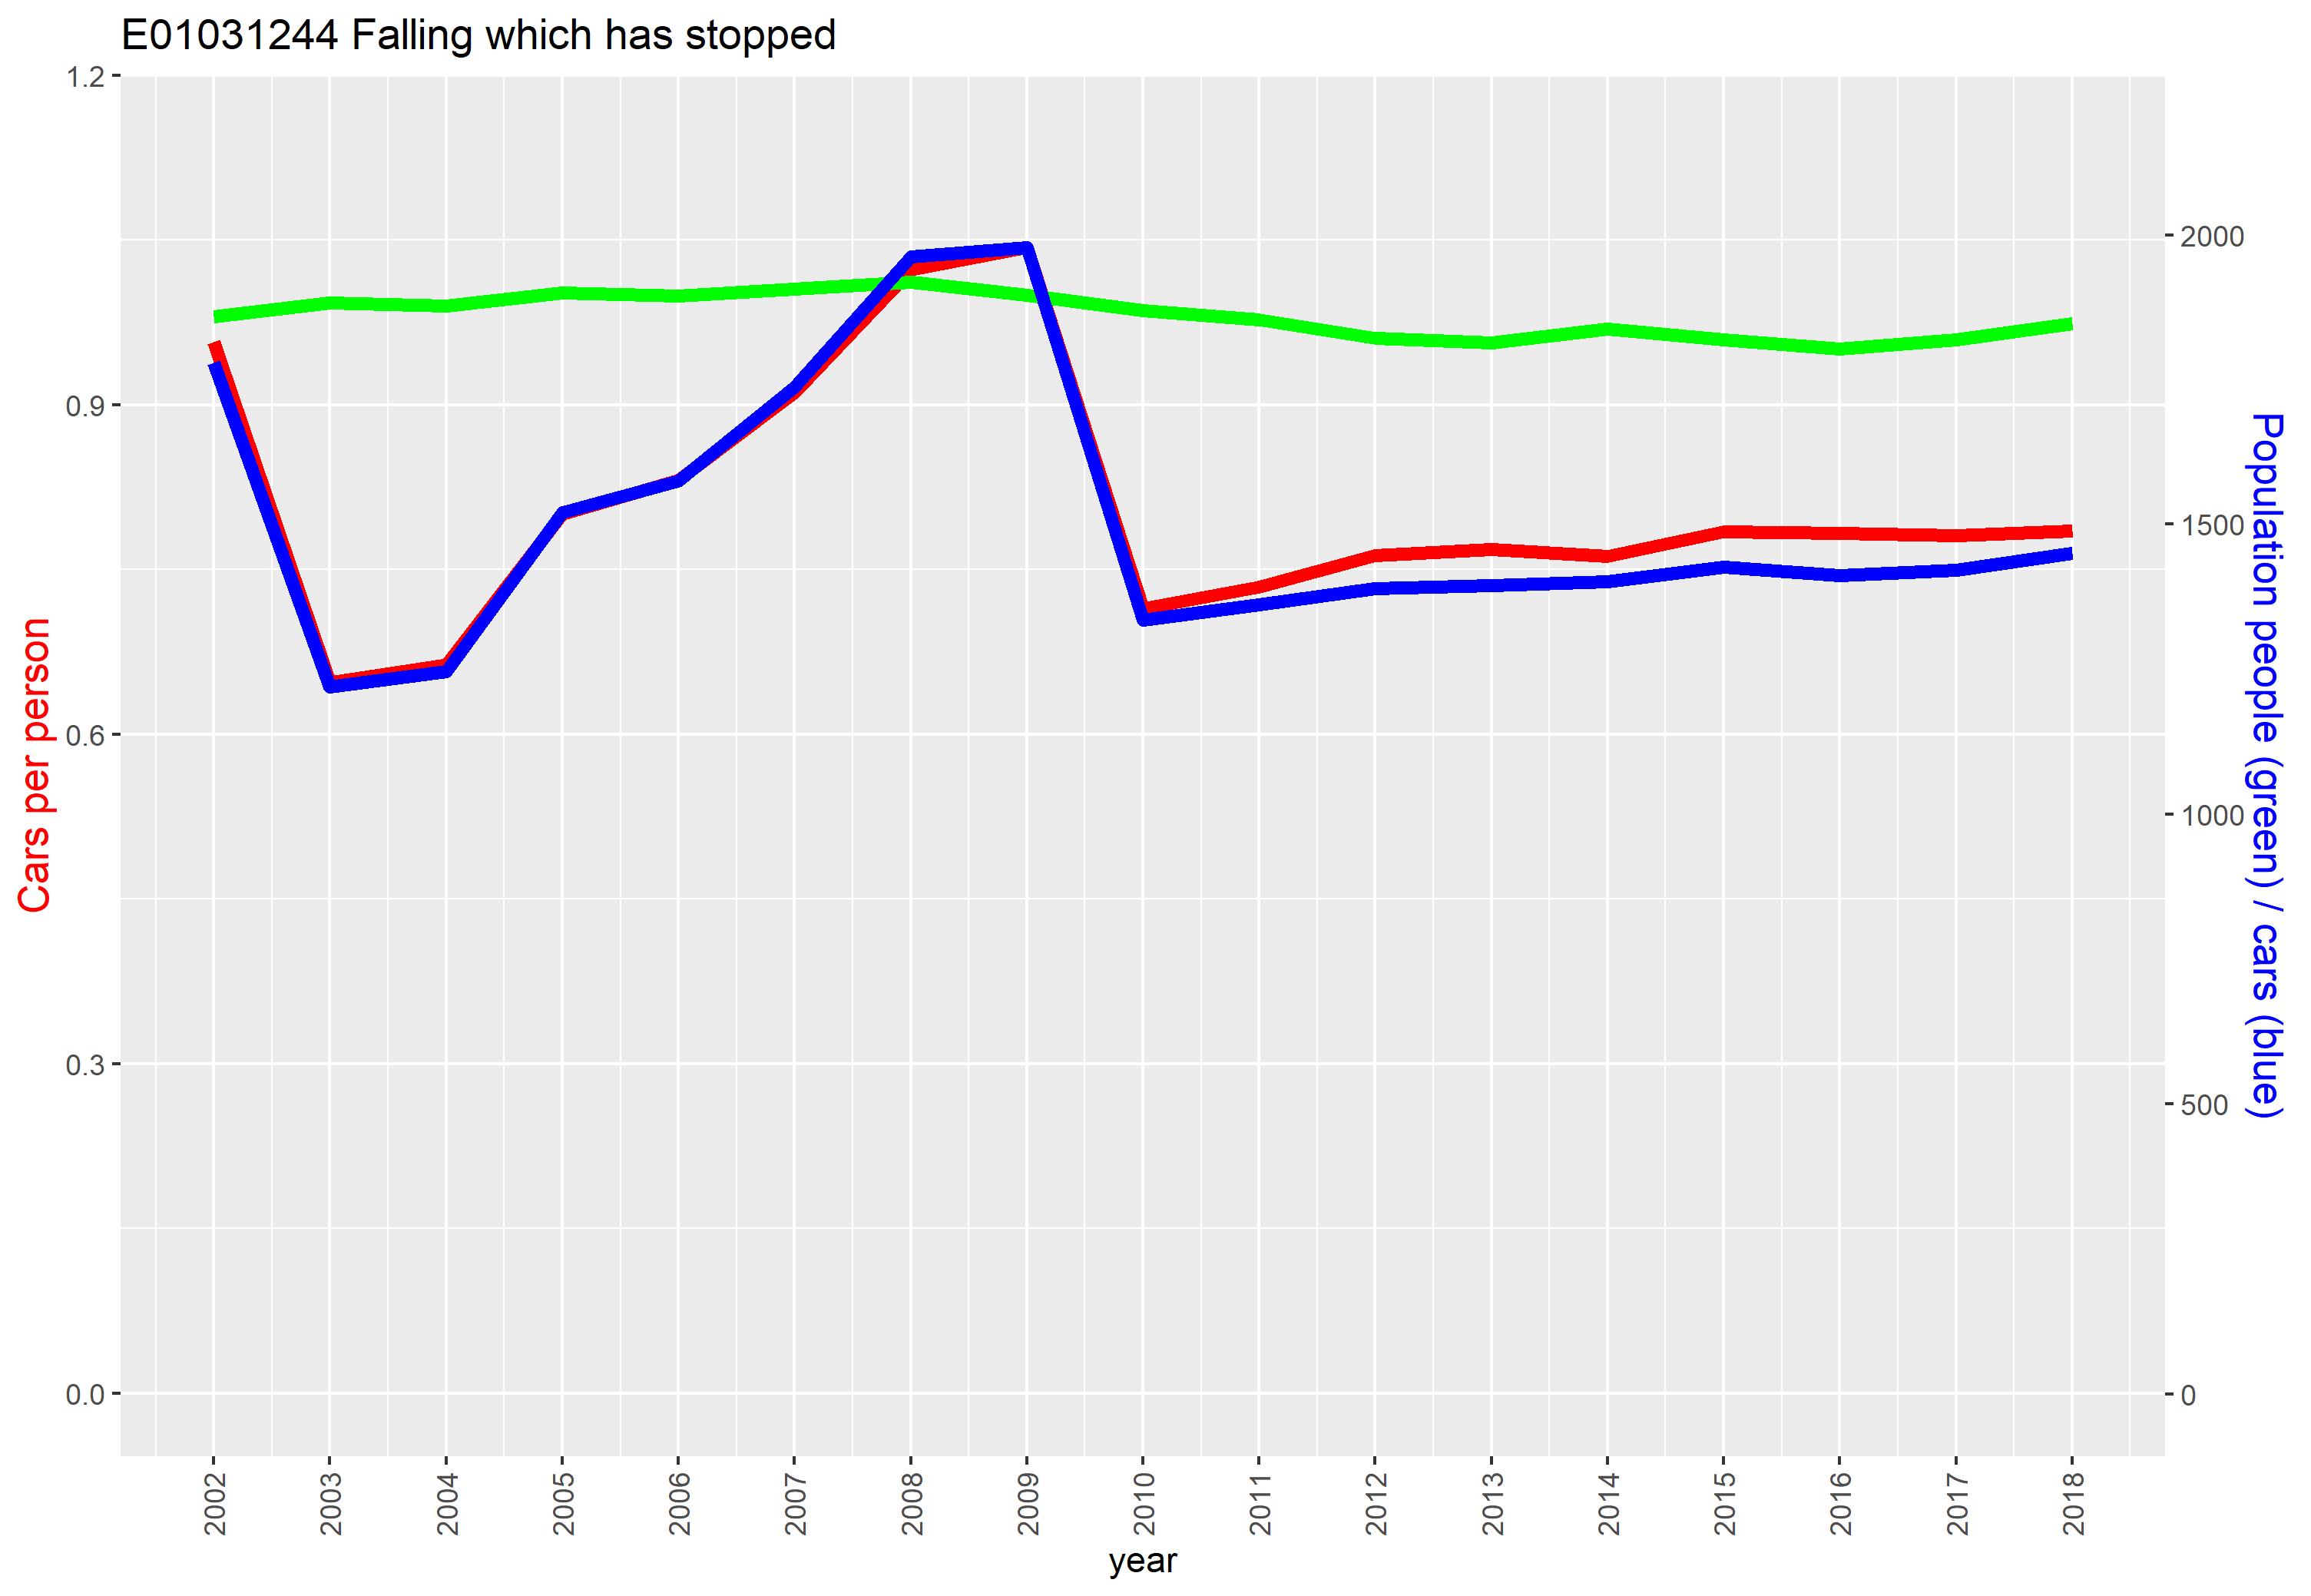 E01031244 Falling which has stopped
1.2
0.9
0.6
0.3
0.0
Cars per person
2000
1500
1000
500
0
Population people (green) / cars (blue)
2002 2003 2004 2005 2006 2007 2008 2009 2010 2011 2012 2013 2014 2015 2016 2017 2018
year